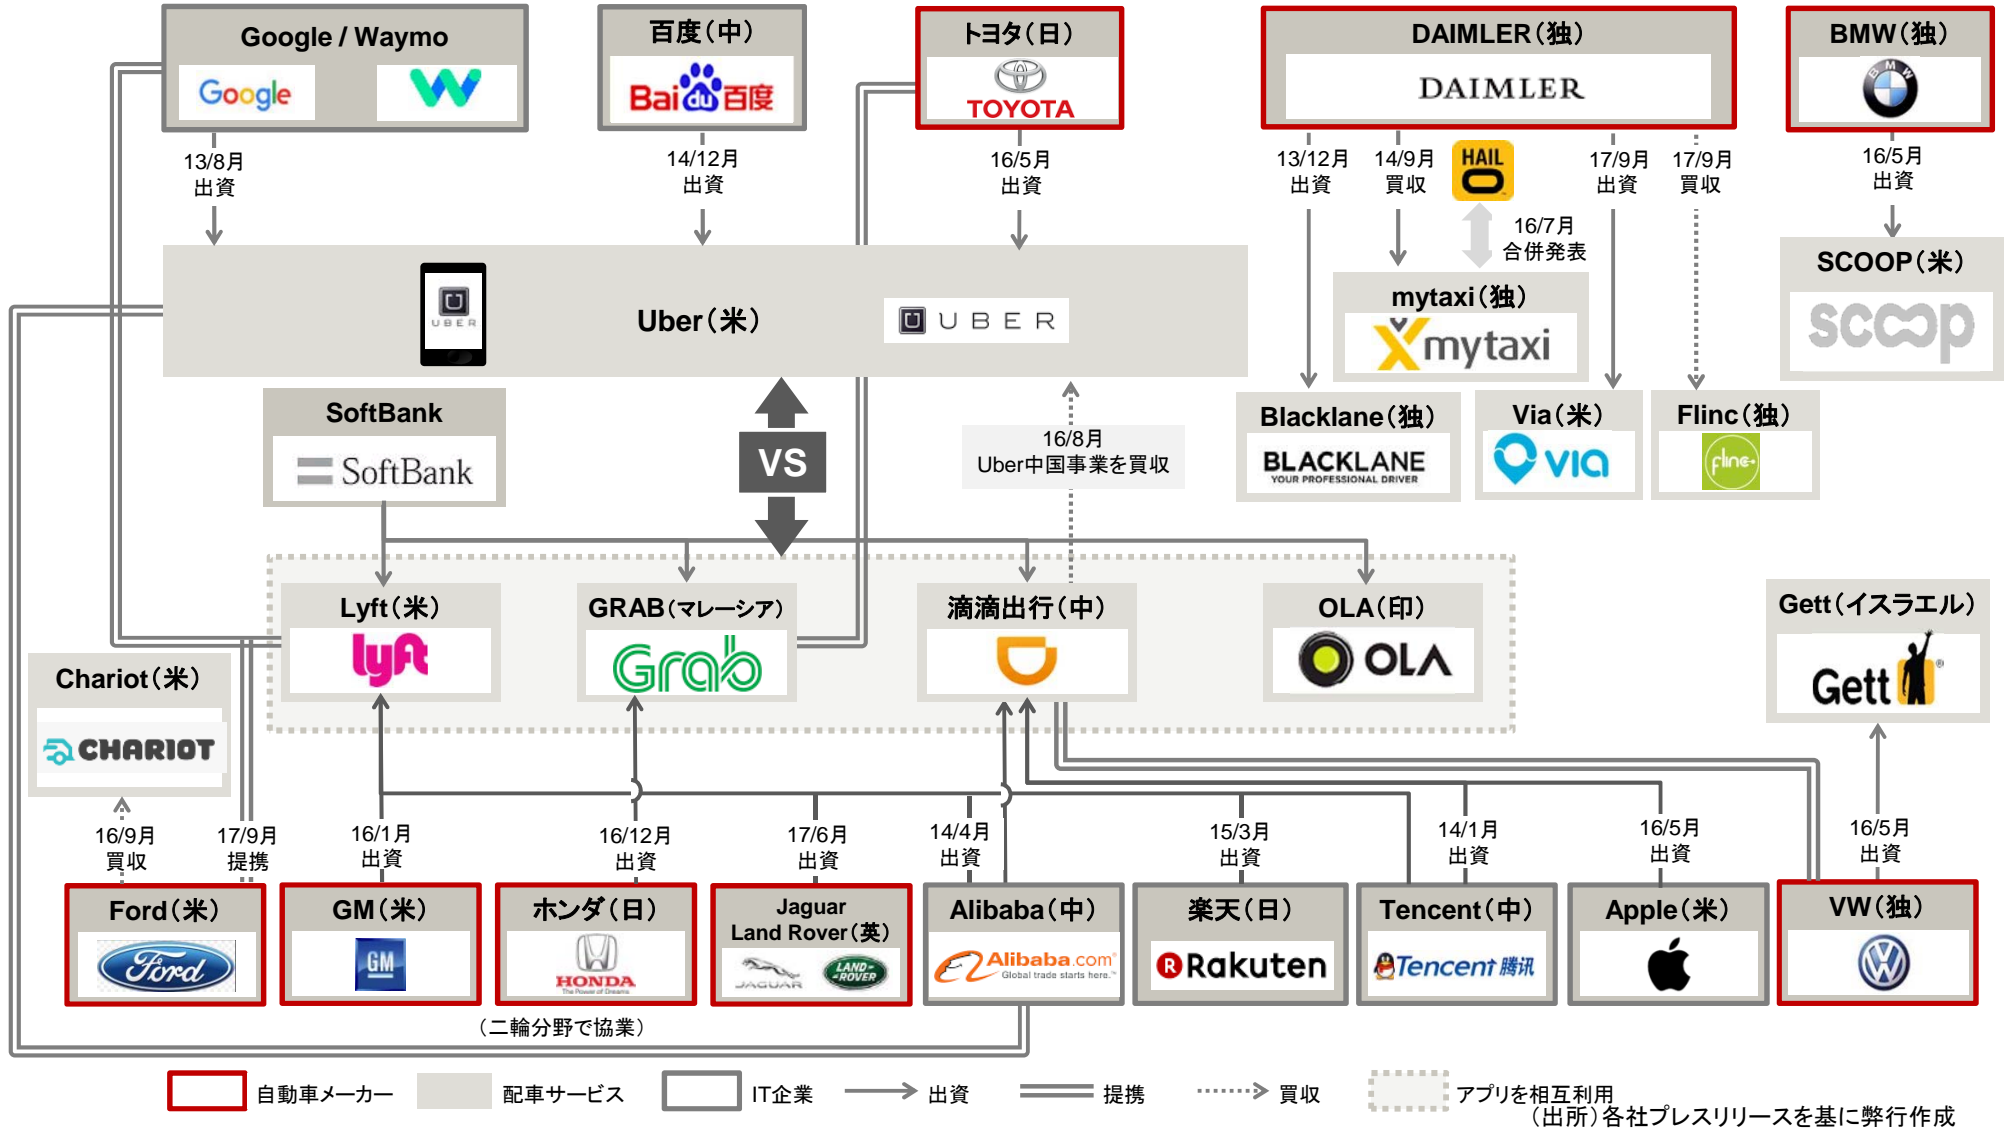 Google / Waymo
Google
百度（中）
Bai du 百度
トヨタ（日）
TOYOTA
DAIMLER（独）
DAIMLER
BMW（独）
BMW
13/8月
出資
14/12月
出資
16/5月
出資
13/12月
出資
14/9月
買収
HAIL
O
17/9月
出資
17/9月
買収
16/5月
出資
16/7月
合併発表
UBER
Uber（米）
UBER
mytaxi（独）
mytaxi
SCOOP（米）
scoop
SoftBank
SoftBank
VS
16/8月
Uber中国事業を買収
Blacklane（独）
BLACKLANE
YOUR PROFESSIONAL DRIVER
Via（米）
via
Flinc（独）
flinc
Lyft（米）
lyft
GRAB（マレーシア）
Grab
滴滴出行（中）
OLA（印）
OLA
Gett（イスラエル）
Gett®
Chariot（米）
CHARIOT
16/9月
買収
17/9月
提携
16/1月
出資
16/12月
出資
17/6月
出資
14/4月
出資
15/3月
出資
14/1月
出資
16/5月
出資
16/5月
出資
Ford（米）
Ford
GM（米）
GM
ホンダ（日）
HONDA
The Power of Dreams
Jaguar
Land Rover（英）
JAGUAR
LAND-
ROVER
Alibaba（中）
Alibaba.com®
Global trade starts here.™
楽天（日）
R Rakuten
Tencent（中）
Tencent 腾讯
Apple（米）
VW（独）
（二輪分野で協業）
自動車メーカー
配車サービス
IT企業
出資
提携
買収
アプリを相互利用
（出所）各社プレスリリースを基に弊行作成